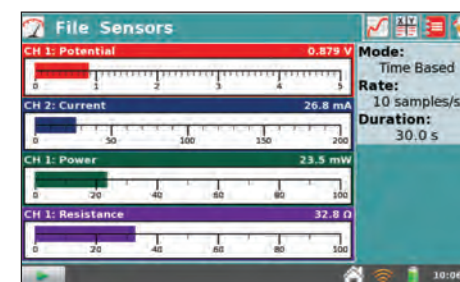 File Sensors
CH 1: Potential 0.879 V
0 1 2 3 4 5
CH 2: Current 26.8 mA
0 50 100 150 200
CH 1: Power 23.5 mW
0 20 40 60 80 100
CH 1: Resistance 32.8 Ω
0 20 40 60 80 100
Mode:
Time Based
Rate:
10 samples/s
Duration:
30.0 s
X Y
10:06